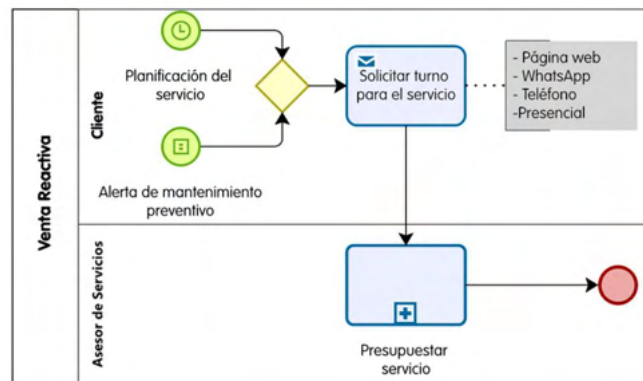 Venta Reactiva
Cliente
Planificación del
servicio
Alerta de mantenimiento
preventivo
Solicitar turno
para el servicio
- Página web
- WhatsApp
- Teléfono
-Presencial
Asesor de Servicios
Presupuestar
servicio